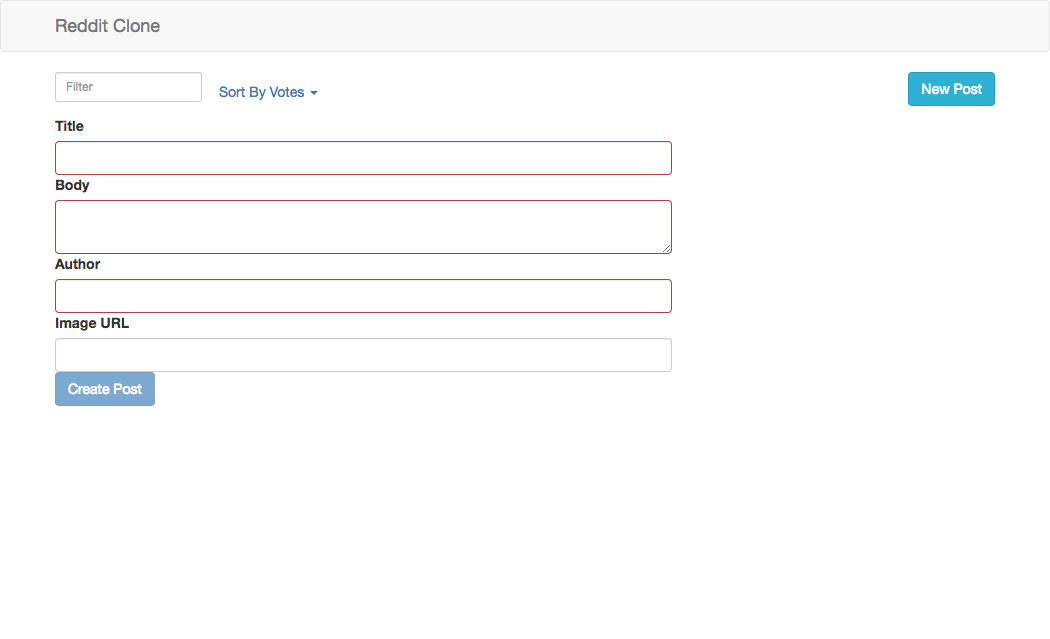 Reddit Clone
Filter
Sort By Votes
New Post
Title
Body
Author
Image URL
Create Post